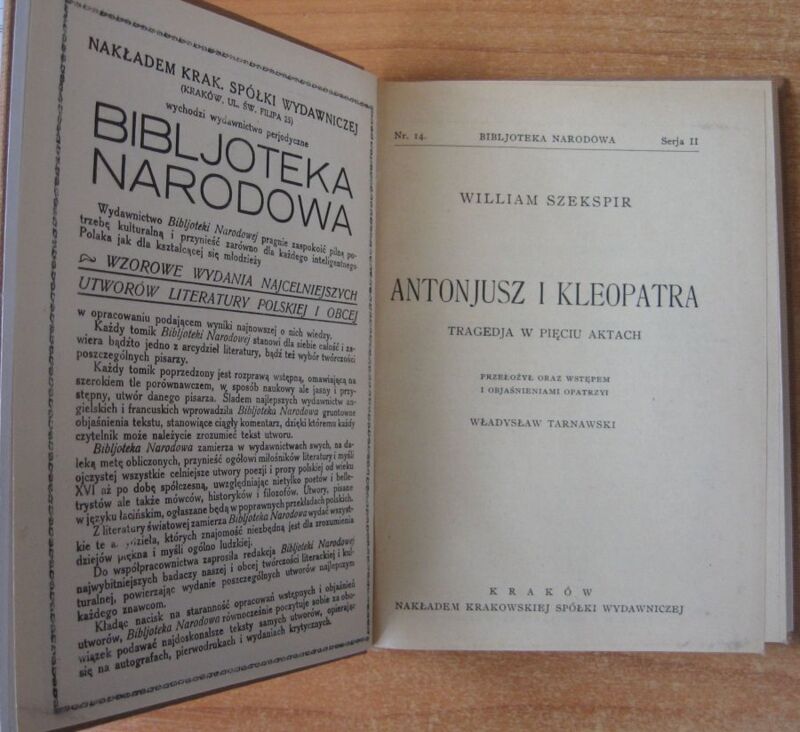 NAKŁADEM KRAK. SPÓŁKI WYDAWNICZEJ
(KRAKÓW, UL. ŚW. FILIPA 25)
wychodzi wydawnictwo perjodyczne
BIBLJOTEKA
NARODOWA
Wydawnictwo Bibljoteki Narodowej pragnie zaspokoić pilną po-
trzebę kulturalną i przynieść zarówno dla każdego inteligentnego
Polaka jak dla kształcącej się młodzieży
WZOROWE WYDANIA NAJCELNIEJSZYCH
UTWORÓW LITERATURY POLSKIEJ I OBCEJ
w opracowaniu podającem wyniki najnowszej o nich wiedzy.
Każdy tomik Bibljoteki Narodowej stanowi dla siebie całość i za-
wiera bądźto jedno z arcydzieł literatury, bądź też wybór twórczości
poszczególnych pisarzy.
Każdy tomik poprzedzony jest rozprawą wstępną, omawiającą na
szerokiem tle porównawczem, w sposób naukowy ale jasny i przy-
stępny, utwór danego pisarza. Śladem najlepszych wydawnictw an-
gielskich i francuskich wprowadziła Bibljoteka Narodowa gruntowne
objaśnienia tekstu, stanowiące ciągły komentarz, dzięki któremu każdy
czytelnik może należycie zrozumieć tekst utworu.
Bibljoteka Narodowa zamierza w wydawnictwach swych, na da-
leką metę obliczonych, przynieść ogółowi miłośników literatury i myśli
ojczystej wszystkie celniejsze utwory poezji i prozy polskiej od wieku
XVI aż po dobę spółczesną, uwzględniając nietylko poetów i belle-
trystów ale także mówców, historyków i filozofów. Utwory, pisane
w języku łacińskim, ogłaszane będą w poprawnych przekładach polskich.
Z literatury światowej zamierza Bibljoteka Narodowa wydać wszyst-
kie te których znajomość niezbędną jest dla zrozumienia
dziejów piękna i myśli ogólno ludzkiej.
Do współpracownictwa zaprosiła redakcja Bibljoteki Narodowej
najwybitniejszych badaczy naszej i obcej twórczości literackiej i kul-
turalnej, powierzając wydanie poszczególnych utworów najlepszym
każdego znawcom.
Kładąc nacisk na staranność opracowań wstępnych i objaśnień
utworów, Bibljoteka Narodowa równocześnie poczytuje sobie za obo-
wiązek podawać najdoskonalsze teksty samych utworów, opierając
się na autografach, pierwodrukach i wydaniach krytycznych.
Nr. 14. BIBLJOTEKA NARODOWA Serja II
WILLIAM SZEKSPIR
ANTONJUSZ I KLEOPATRA
TRAGEDJA W PIĘCIU AKTACH
PRZEŁOŻYŁ ORAZ WSTĘPEM
I OBJAŚNIENIAMI OPATRZYŁ
WŁADYSŁAW TARNAWSKI
KRAKÓW
NAKŁADEM KRAKOWSKIEJ SPÓŁKI WYDAWNICZEJ